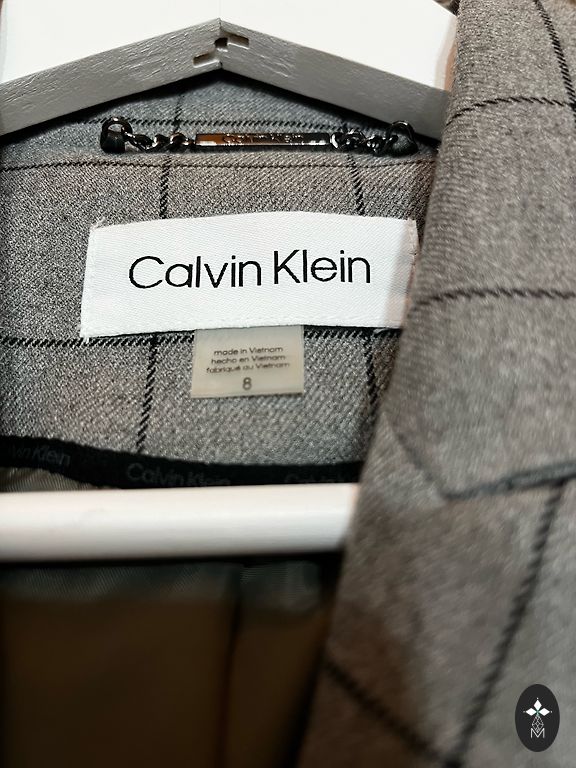 Calvin Klein
made in Vietnam
hecho en Vietnam
fabriqué au Vietnam
8
Calvin Klein
M